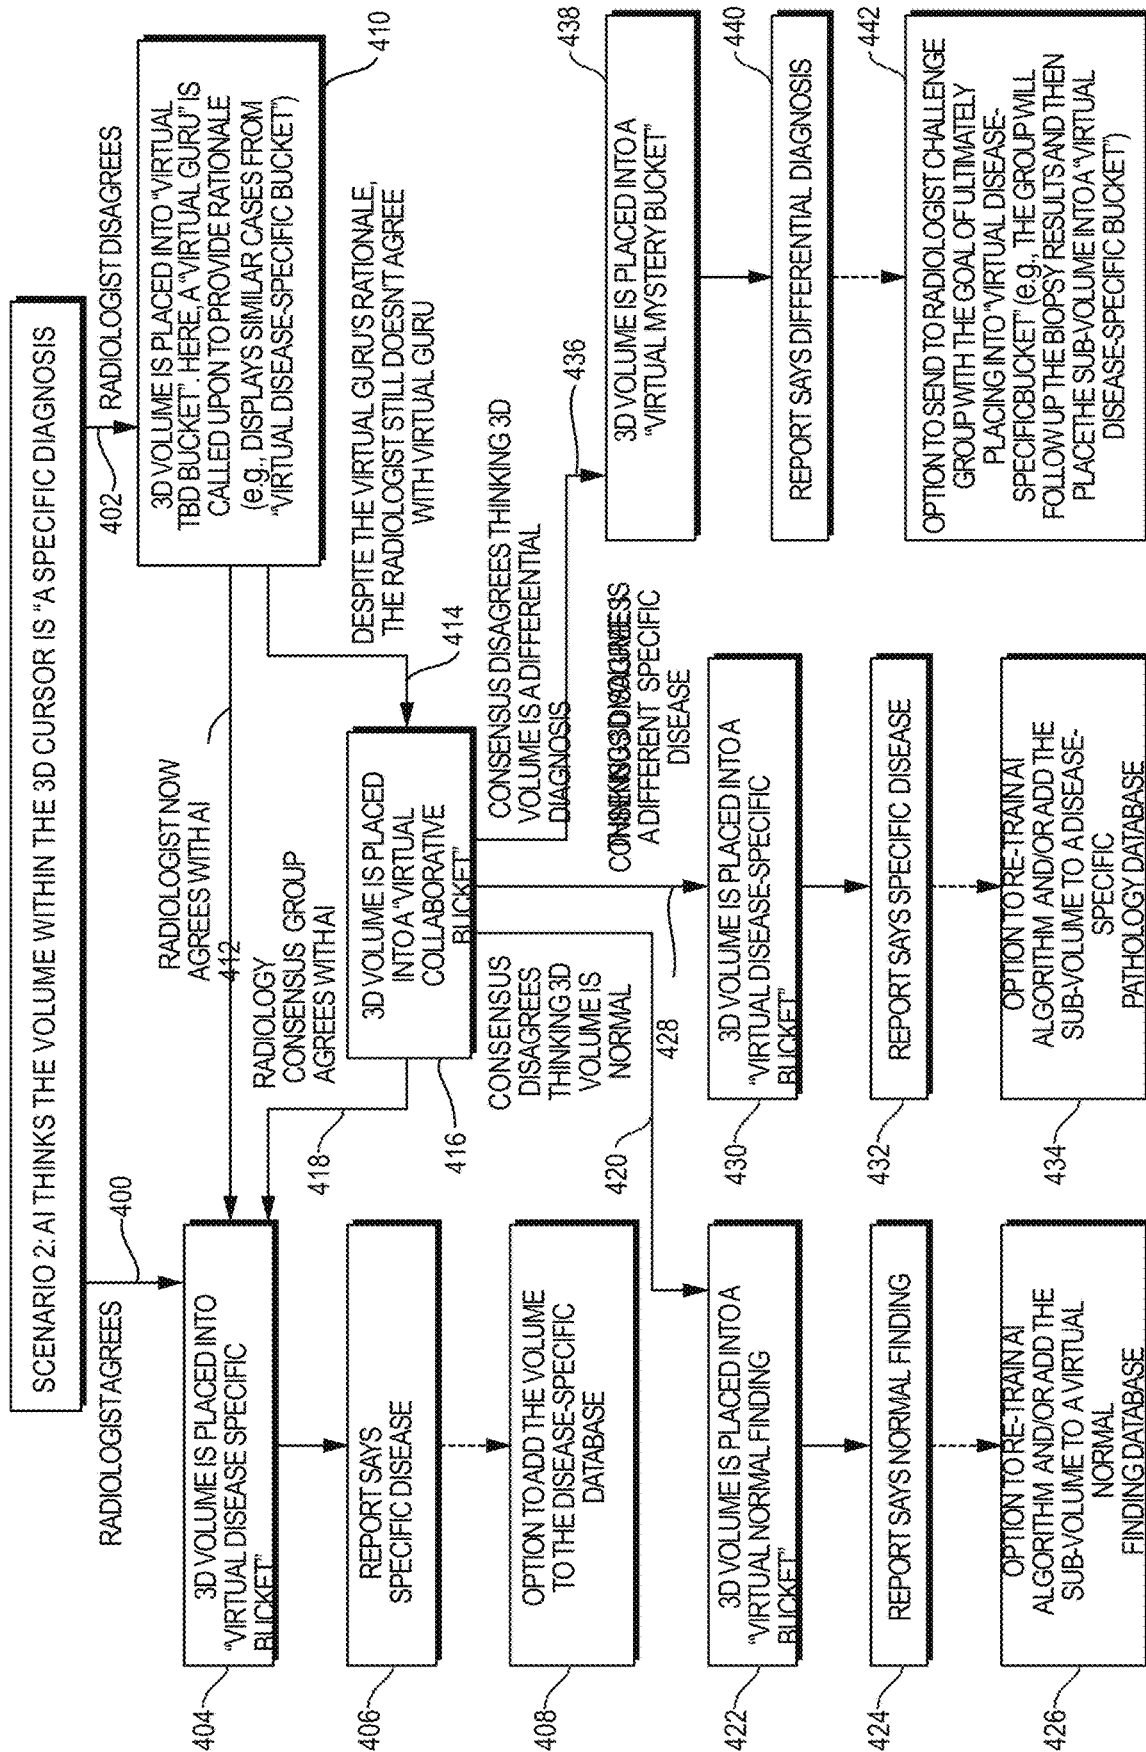 SCENARIO 2: AI THINKS THE VOLUME WITHIN THE 3D CURSOR IS "A SPECIFIC DIAGNOSIS
RADIOLOGIST AGREES
400
402
RADIOLOGIST DISAGREES
3D VOLUME IS PLACED INTO
"VIRTUAL DISEASE SPECIFIC
BUCKET"
404
RADIOLOGIST NOW
AGREES WITH AI
412
3D VOLUME IS PLACED INTO "VIRTUAL
TBD BUCKET". HERE, A "VIRTUAL GURU" IS
CALLED UPON TO PROVIDE RATIONALE
(e.g., DISPLAYS SIMILAR CASES FROM
"VIRTUAL DISEASE-SPECIFIC BUCKET")
410
REPORT SAYS
SPECIFIC DISEASE
406
RADIOLOGY
CONSENSUS GROUP
AGREES WITH AI
418
DESPITE THE VIRTUAL GURU'S RATIONALE,
THE RADIOLOGIST STILL DOESN'T AGREE
WITH VIRTUAL GURU
414
3D VOLUME IS PLACED
INTO A "VIRTUAL
COLLABORATIVE
BUCKET"
416
OPTION TO ADD THE VOLUME
TO THE DISEASE-SPECIFIC
DATABASE
408
CONSENSUS
DISAGREES
THINKING 3D
VOLUME IS
NORMAL
420
428
CONSENSUS DISAGREES THINKING 3D
VOLUME IS A DIFFERENTIAL
DIAGNOSIS
436
A DIFFERENT SPECIFIC
DISEASE
3D VOLUME IS PLACED INTO A
"VIRTUAL NORMAL FINDING
BUCKET"
422
3D VOLUME IS PLACED INTO A
"VIRTUAL DISEASE-SPECIFIC
BUCKET"
430
3D VOLUME IS PLACED INTO A
"VIRTUAL MYSTERY BUCKET"
438
REPORT SAYS NORMAL FINDING
424
REPORT SAYS SPECIFIC DISEASE
432
REPORT SAYS DIFFERENTIAL DIAGNOSIS
440
OPTION TO RE-TRAIN AI
ALGORITHM AND/OR ADD THE
SUB-VOLUME TO A VIRTUAL
NORMAL
FINDING DATABASE
426
OPTION TO RE-TRAIN AI
ALGORITHM AND/OR ADD THE
SUB-VOLUME TO A DISEASE-
SPECIFIC
PATHOLOGY DATABASE
434
OPTION TO SEND TO RADIOLOGIST CHALLENGE
GROUP WITH THE GOAL OF ULTIMATELY
PLACING INTO "VIRTUAL DISEASE-
SPECIFIC BUCKET" (e.g., THE GROUP WILL
FOLLOW UP THE BIOPSY RESULTS AND THEN
PLACE THE SUB-VOLUME INTO A "VIRTUAL
DISEASE-SPECIFIC BUCKET")
442